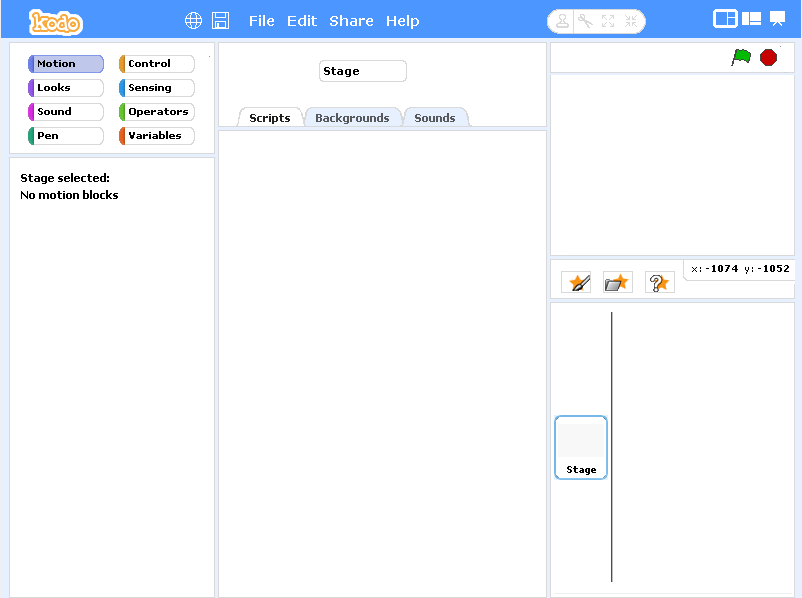 kodo
File Edit Share Help
Motion
Control
Looks
Sensing
Sound
Operators
Pen
Variables
Stage selected:
No motion blocks
Stage
Scripts Backgrounds Sounds
x: -1074 y: -1052
Stage